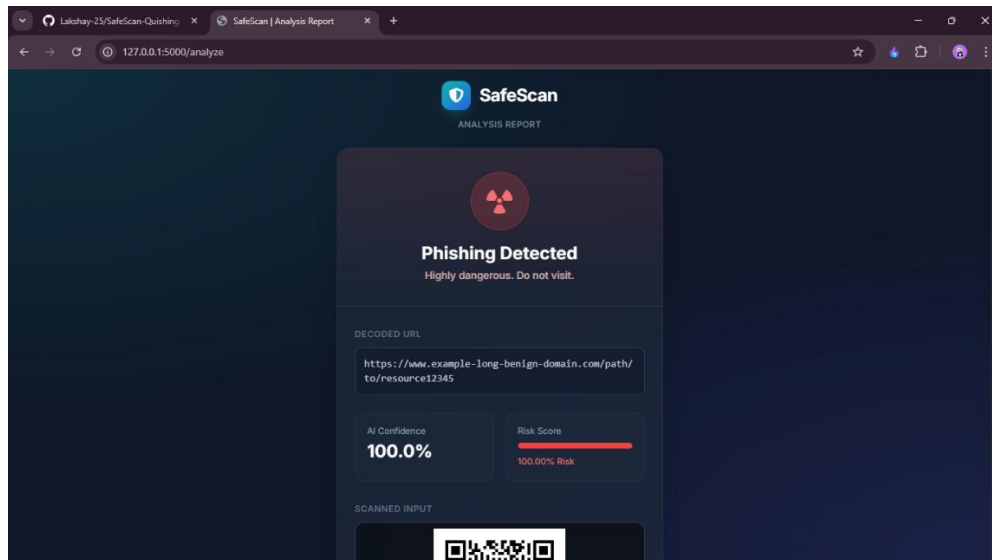 Lakshay-25/SafeScan-Quishing
SafeScan | Analysis Report
127.0.0.1:5000/analyze
SafeScan
ANALYSIS REPORT
Phishing Detected
Highly dangerous. Do not visit.
DECODED URL
https://www.example-long-benign-domain.com/path/
to/resource12345
AI Confidence
Risk Score
100.0%
100.00% Risk
SCANNED INPUT